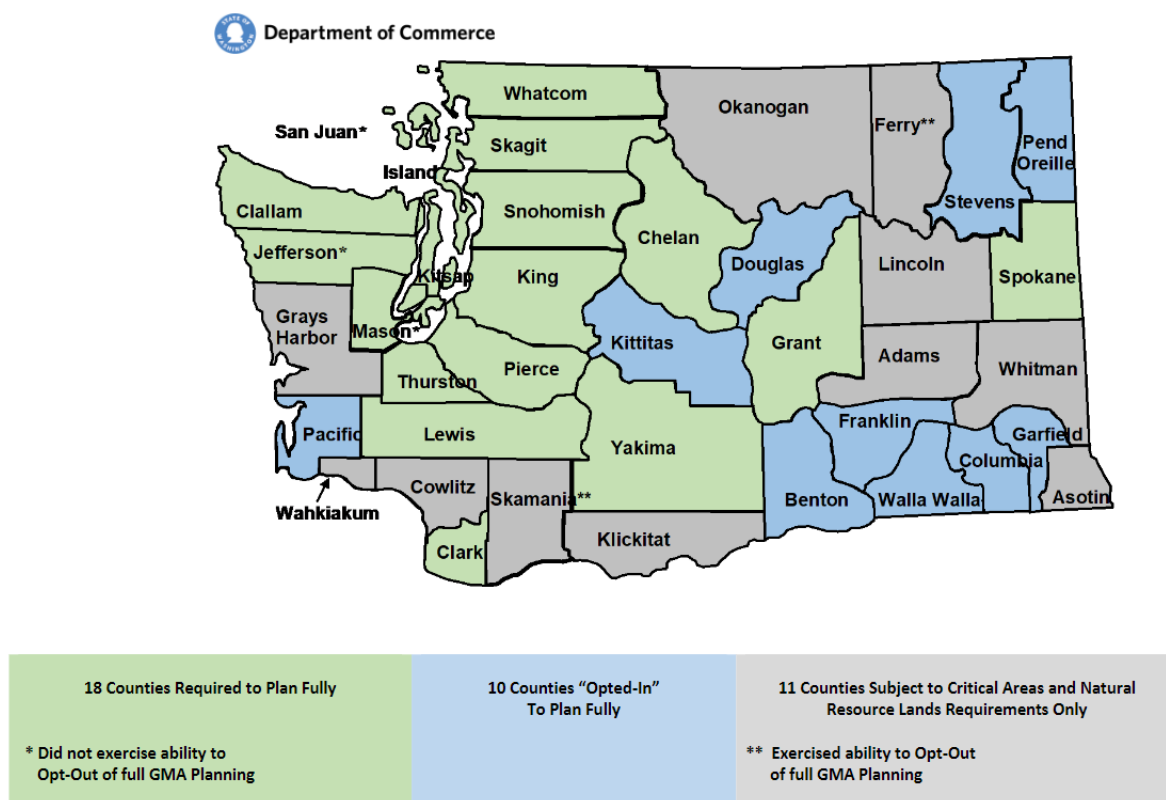 STATE OF
WASHINGTON
Department of Commerce
Whatcom
Okanogan
Ferry**
San Juan*
Skagit
Pend
Oreille
Island
Stevens
Clallam
Snohomish
Chelan
Jefferson*
Douglas
Lincoln
Kitsap
King
Spokane
Grays
Harbor
Mason*
Kittitas
Grant
Adams
Whitman
Thurston
Pierce
Pacific
Lewis
Yakima
Franklin
Garfield
Columbia
Cowlitz
Skamania**
Benton
Walla Walla
Asotin
Wahkiakum
Clark
Klickitat
18 Counties Required to Plan Fully
* Did not exercise ability to
Opt-Out of full GMA Planning
10 Counties “Opted-In”
To Plan Fully
11 Counties Subject to Critical Areas and Natural
Resource Lands Requirements Only
** Exercised ability to Opt-Out
of full GMA Planning